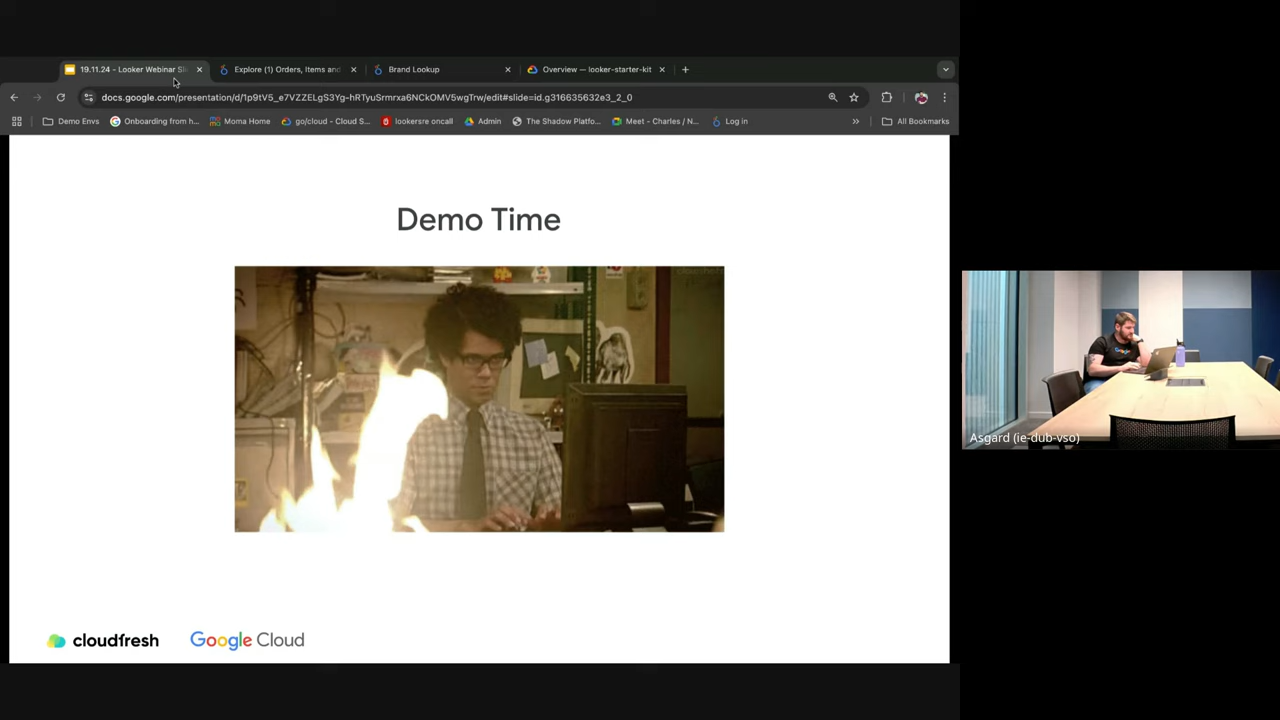 19.11.24 - Looker Webinar Sli
Explore (1) Orders, Items and
Brand Lookup
Overview — looker-starter-kit
docs.google.com/presentation/d/1p9tV5_e7VZZELgS3Yg-hRTyuSrmrxa6NCkOMV5wgTrw/edit#slide=id.g316635632e3_2_0
Demo Envs
Onboarding from h...
Moma Home
go/cloud - Cloud S...
lookersre oncall
Admin
The Shadow Platfo...
Meet - Charles / N...
Log in
All Bookmarks
Demo Time
cloudfresh
Asgard (ie-dub-vso)
cloudfresh
Google Cloud